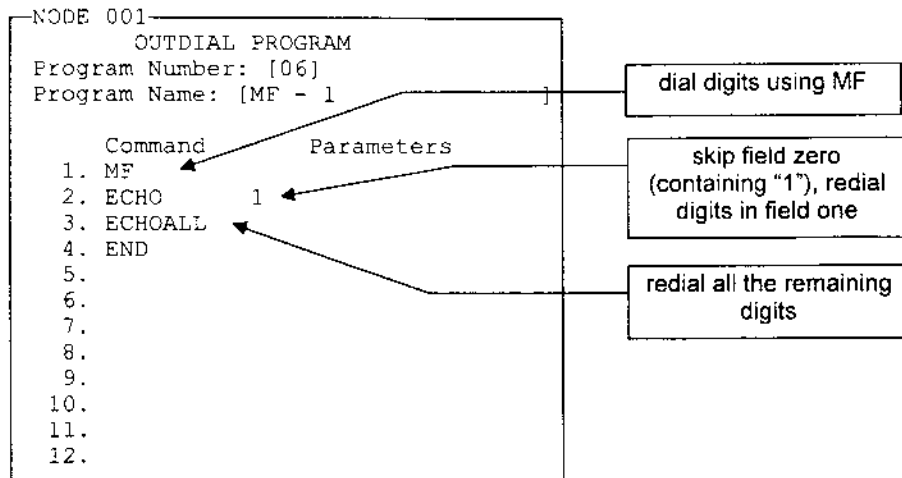 NODE 001
OUTDIAL PROGRAM
Program Number: [06]
Program Name: [MF - 1 ]
Command Parameters
1. MF
2. ECHO 1
3. ECHOALL
4. END
5.
6.
7.
8.
9.
10.
11.
12.
dial digits using MF
skip field zero
(containing "1"), redial
digits in field one
redial all the remaining
digits